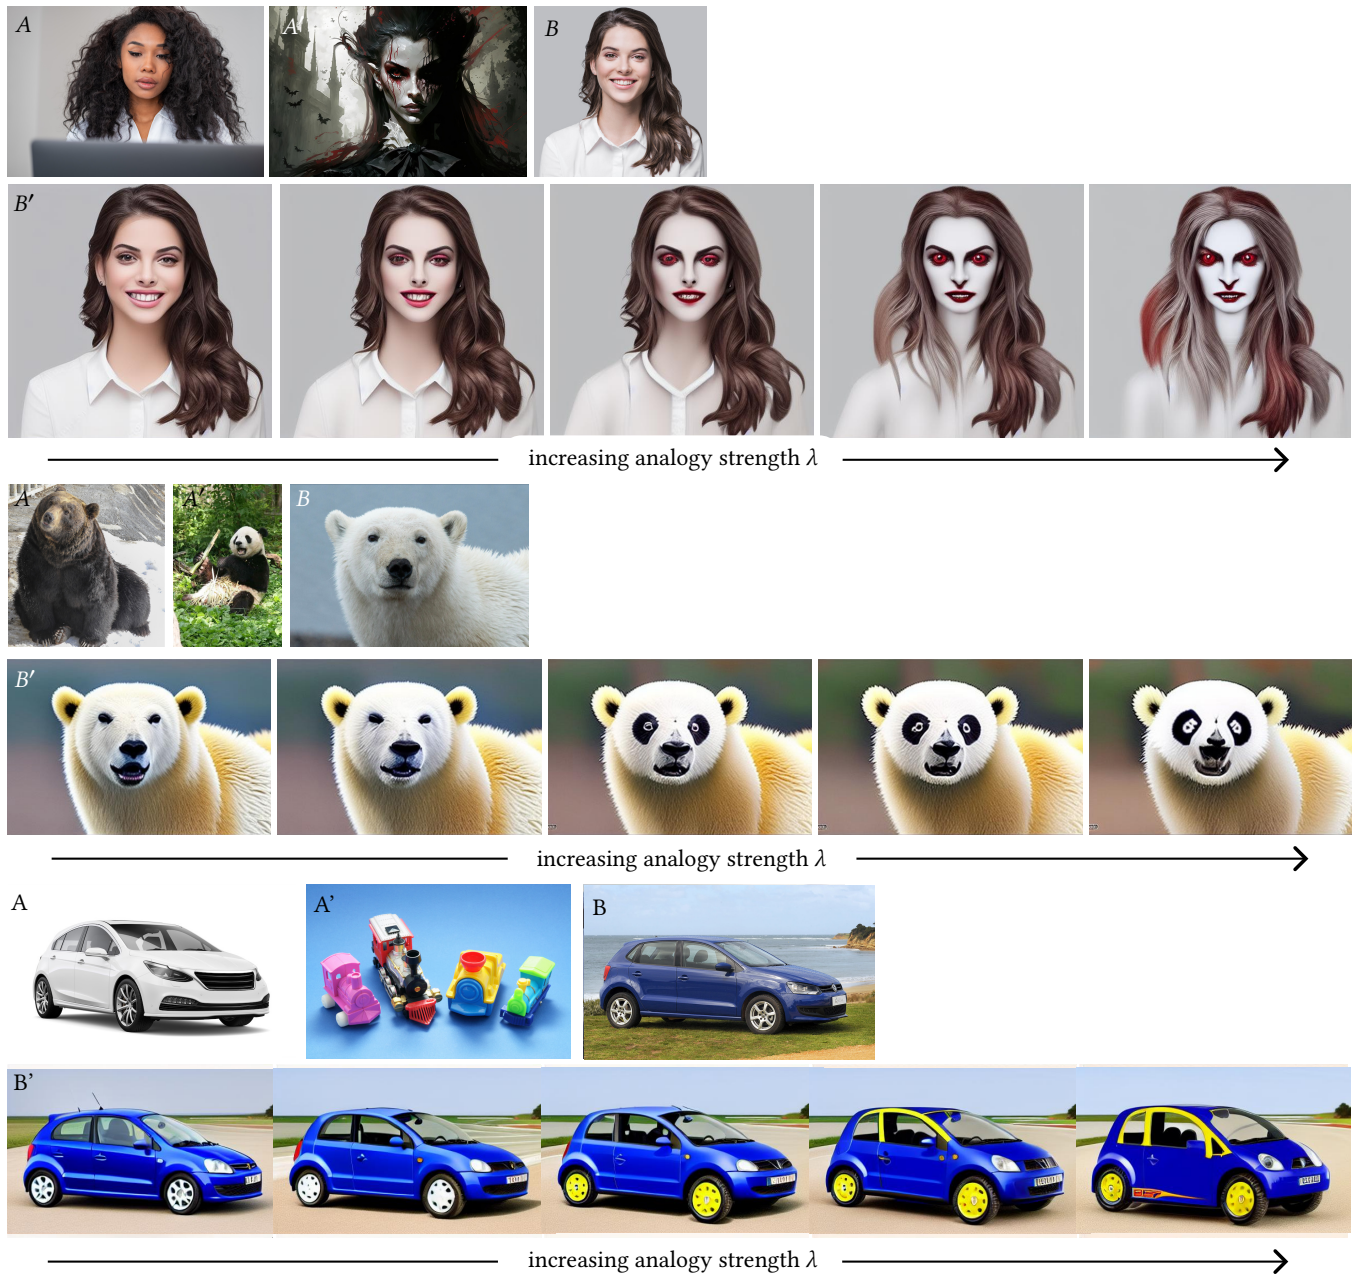 A A′ B
B′
increasing analogy strength λ
A A′ B
B′
increasing analogy strength λ
A A' B
B'
increasing analogy strength λ